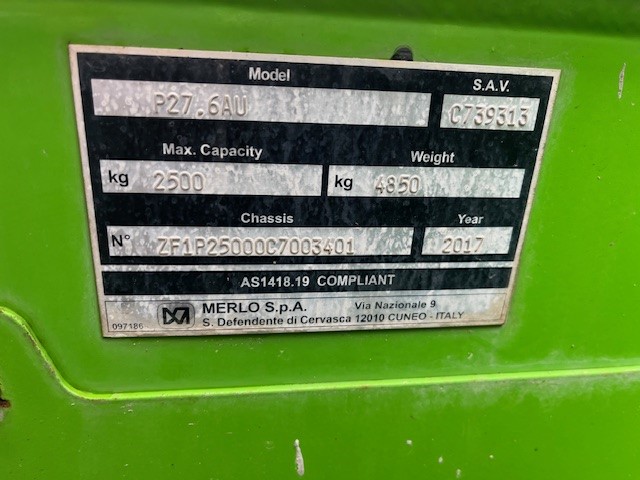 Model S.A.V.
P27.6AU C739313
Max. Capacity Weight
kg 2500 kg 4850
Chassis Year
N° ZF1P25000C7003401 2017
AS1418.19 COMPLIANT
MERLO S.p.A. Via Nazionale 9
097186 S. Defendente di Cervasca 12010 CUNEO - ITALY